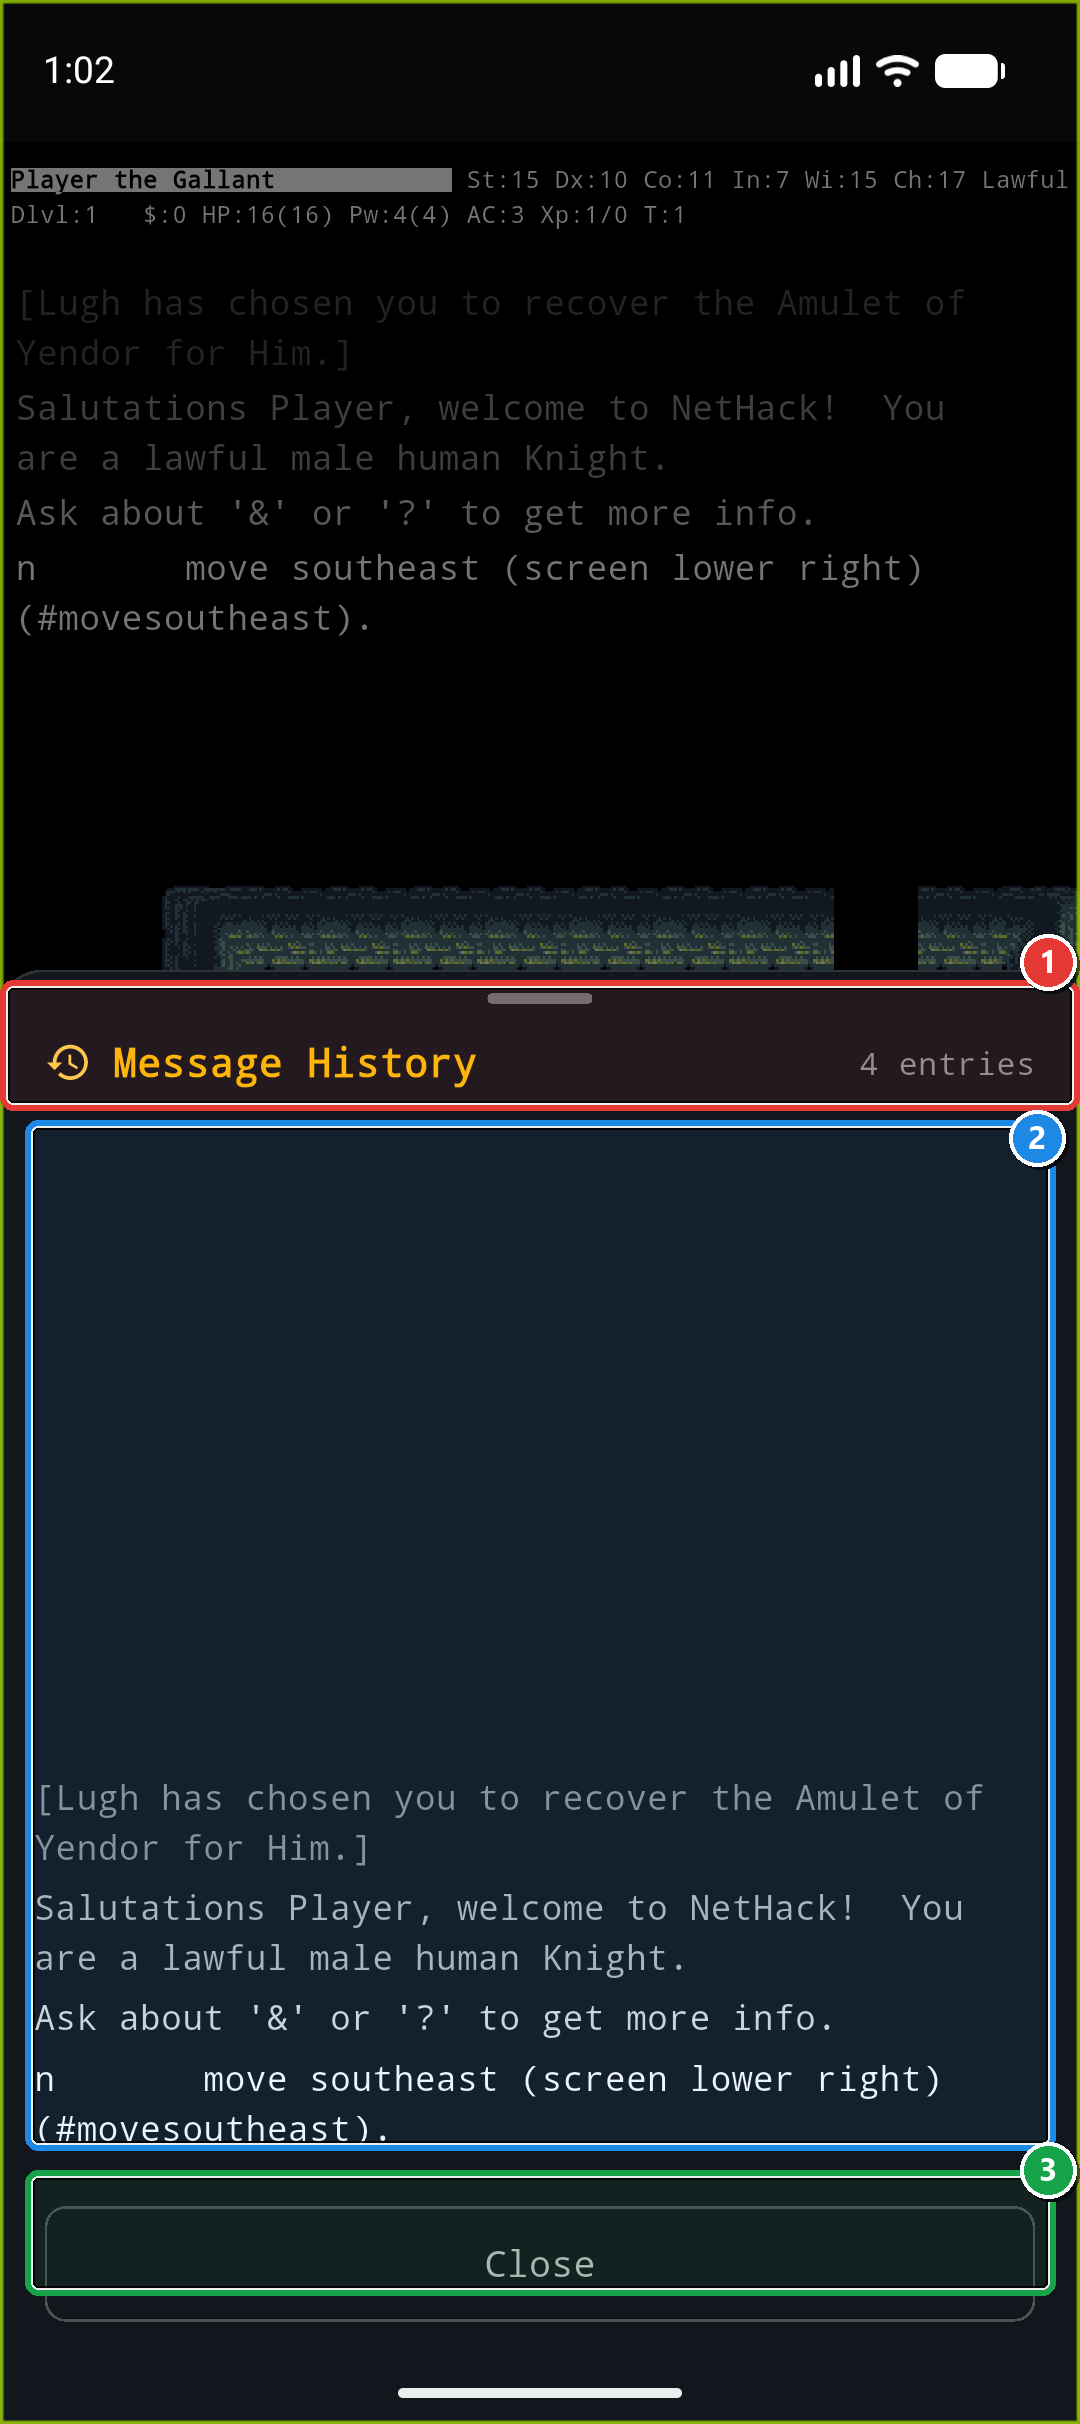 1:02
Player the Gallant St:15 Dx:10 Co:11 In:7 Wi:15 Ch:17 Lawful
Dlvl:1 $:0 HP:16(16) Pw:4(4) AC:3 Xp:1/0 T:1
[Lugh has chosen you to recover the Amulet of
Yendor for Him.]
Salutations Player, welcome to NetHack!  You
are a lawful male human Knight.
Ask about '&' or '?' to get more info.
n       move southeast (screen lower right)
(#movesoutheast).
1
Message History 4 entries
2
[Lugh has chosen you to recover the Amulet of
Yendor for Him.]
Salutations Player, welcome to NetHack!  You
are a lawful male human Knight.
Ask about '&' or '?' to get more info.
n       move southeast (screen lower right)
(#movesoutheast).
3
Close